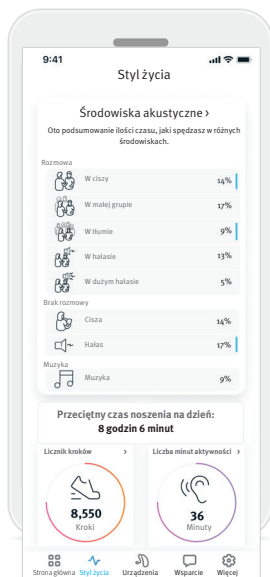 9:41
Styl życia
Środowiska akustyczne ›
Oto podsumowanie ilości czasu, jaki spędzasz w różnych
środowiskach.
Rozmowa
W ciszy 14%
W małej grupie 17%
W tłumie 9%
W hałasie 13%
W dużym hałasie 5%
Brak rozmowy
Cisza 14%
Hałas 17%
Muzyka
Muzyka 9%
Przeciętny czas noszenia na dzień:
8 godzin 6 minut
Licznik kroków › Liczba minut aktywności ›
8,550 36
Kroki Minuty
Strona główna Styl życia Urządzenia Wsparcie Więcej